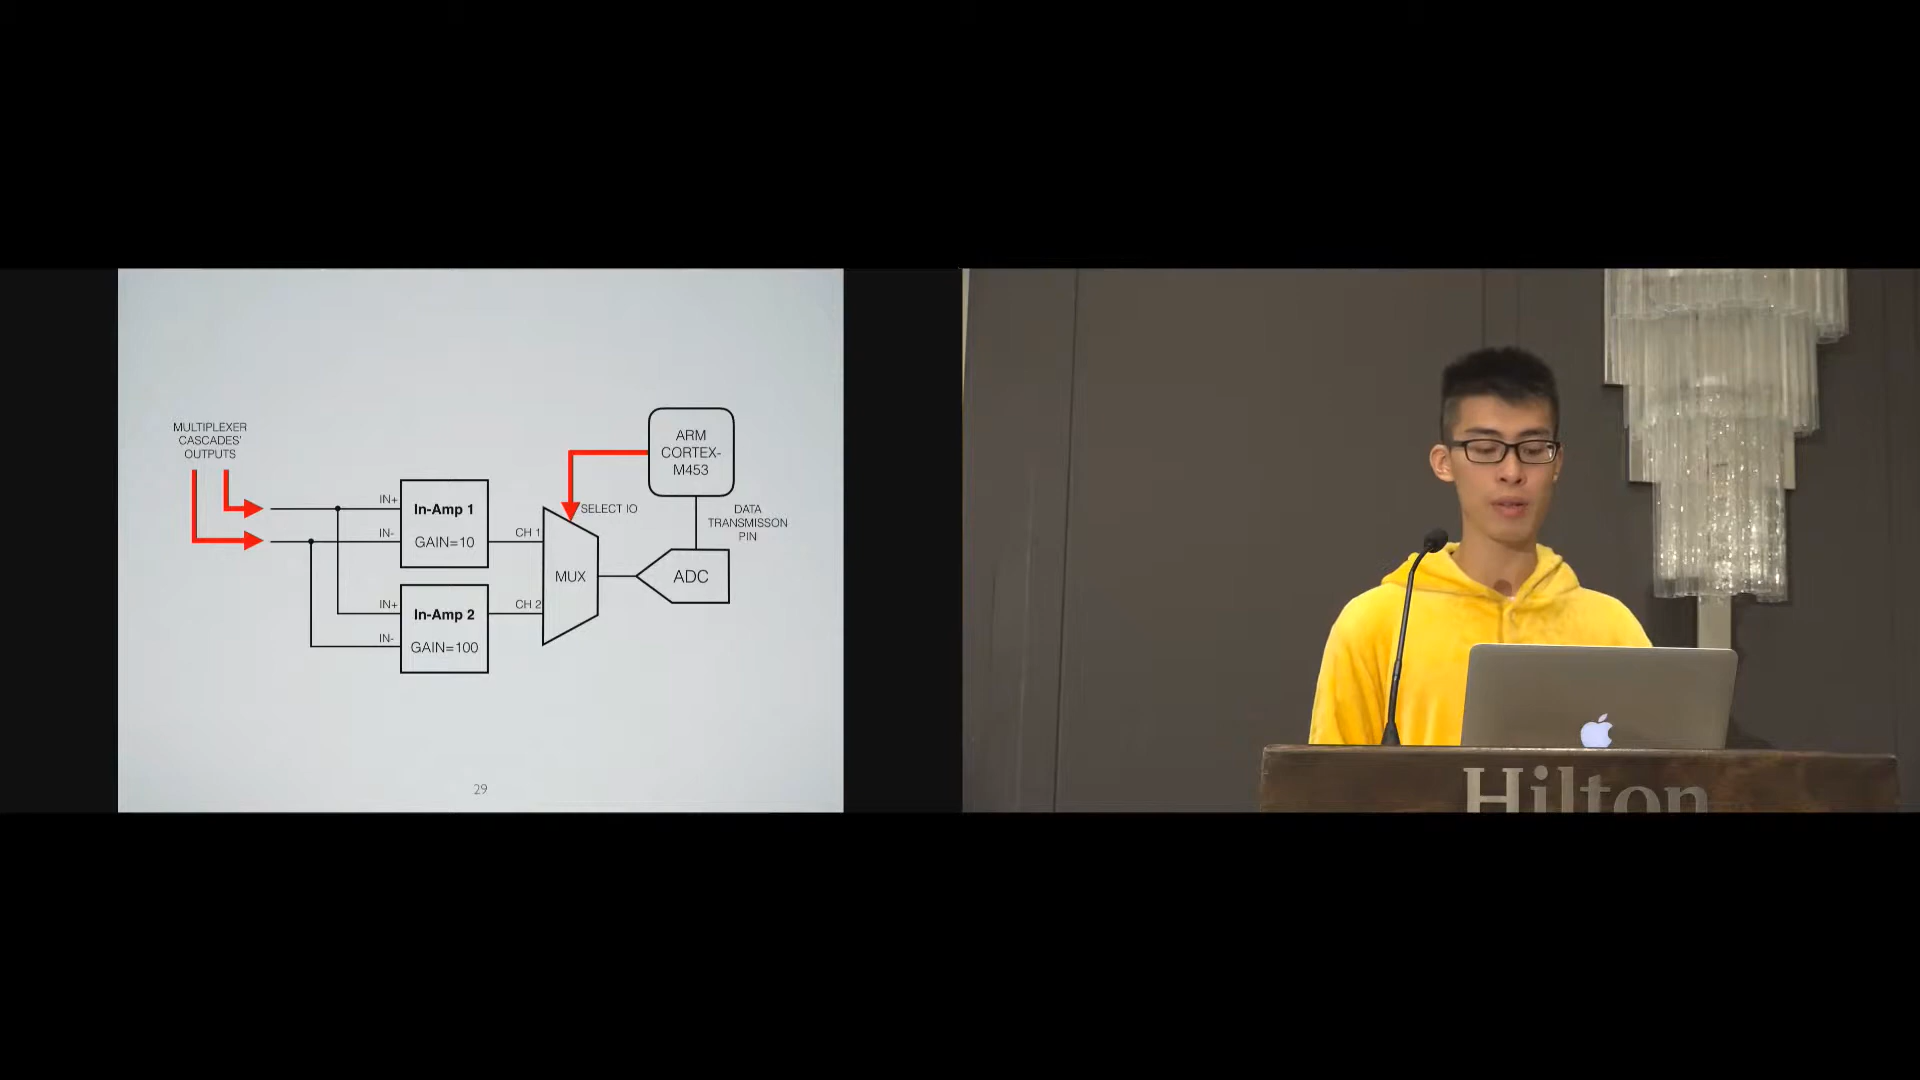 MULTIPLEXER
CASCADES'
OUTPUTS
ARM
CORTEX-
M453
SELECT IO
DATA
TRANSMISSON
PIN
IN+
IN-
In-Amp 1
GAIN=10
CH 1
MUX
ADC
IN+
IN-
In-Amp 2
GAIN=100
CH 2
29
Hilton